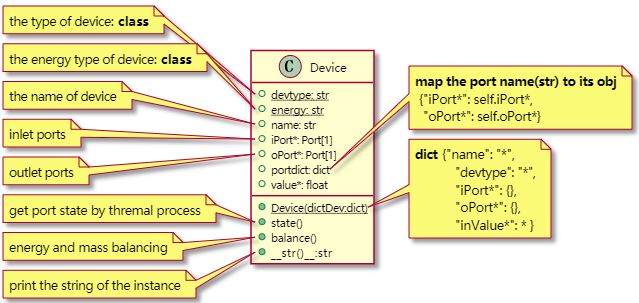 the type of device: class
the energy type of device: class
the name of device
inlet ports
outlet ports
get port state by thremal process
energy and mass balancing
print the string of the instance
C Device
devtype: str
energy: str
name: str
iPort*: Port[1]
oPort*: Port[1]
portdict: dict
value*: float
Device(dictDev:dict)
state()
balance()
__str()__:str
map the port name(str) to its obj
{"iPort*": self.iPort*,
"oPort*": self.oPort*}
dict {"name": "*",
"devtype": "*",
"iPort*": {},
"oPort*": {},
"inValue*": * }